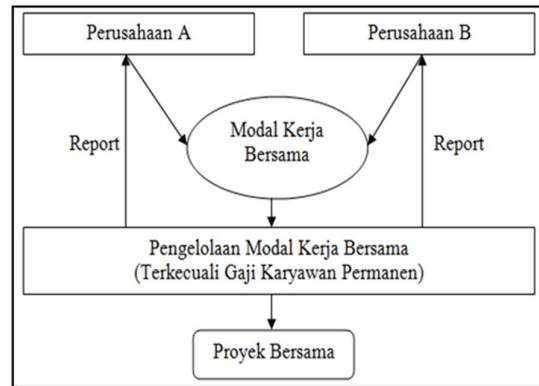 Perusahaan A
Perusahaan B
Modal Kerja
Bersama
Report
Report
Pengelolaan Modal Kerja Bersama
(Terkecuali Gaji Karyawan Permanen)
Proyek Bersama